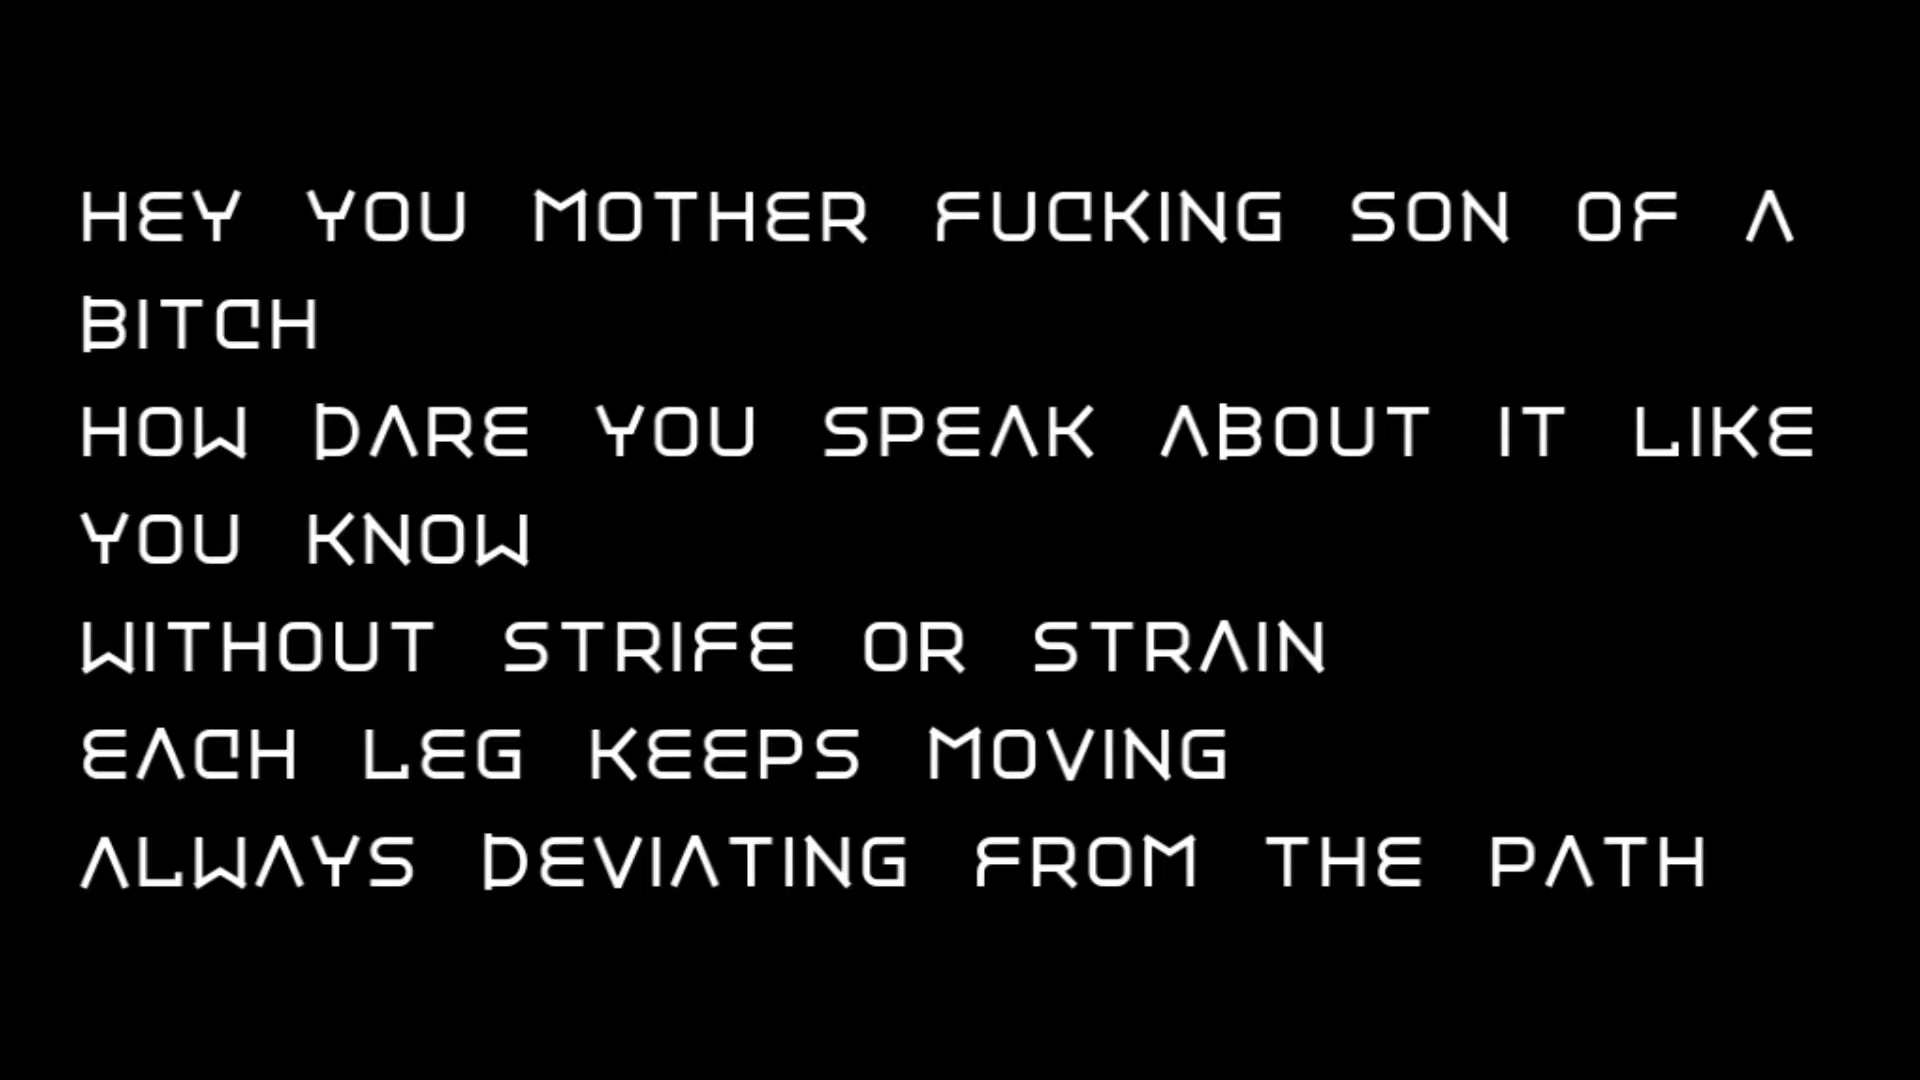 HEY YOU MOTHER FUCKING SON OF A
BITCH
HOW DARE YOU SPEAK ABOUT IT LIKE
YOU KNOW
WITHOUT STRIFE OR STRAIN
EACH LEG KEEPS MOVING
ALWAYS DEVIATING FROM THE PATH